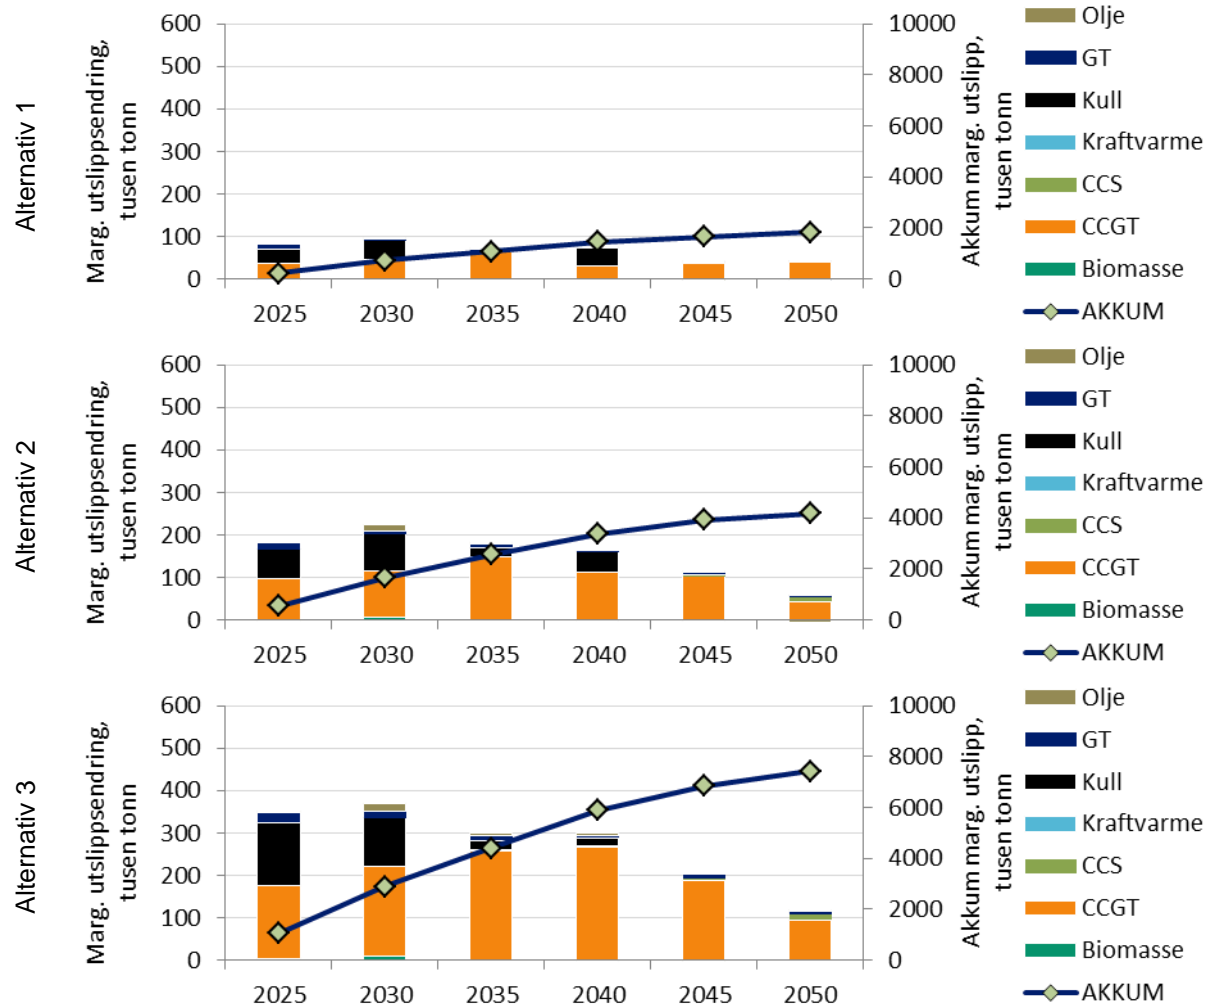 Alternativ 1
Marg. utslippsendring,
tusen tonn
600
500
400
300
200
100
0
2025 2030 2035 2040 2045 2050
10000
8000
6000
4000
2000
0
Akkum marg. utslipp,
tusen tonn
Olje
GT
Kull
Kraftvarme
CCS
CCGT
Biomasse
AKKUM
Alternativ 2
Marg. utslippsendring,
tusen tonn
600
500
400
300
200
100
0
2025 2030 2035 2040 2045 2050
10000
8000
6000
4000
2000
0
Akkum marg. utslipp,
tusen tonn
Olje
GT
Kull
Kraftvarme
CCS
CCGT
Biomasse
AKKUM
Alternativ 3
Marg. utslippsendring,
tusen tonn
600
500
400
300
200
100
0
2025 2030 2035 2040 2045 2050
10000
8000
6000
4000
2000
0
Akkum marg. utslipp,
tusen tonn
Olje
GT
Kull
Kraftvarme
CCS
CCGT
Biomasse
AKKUM